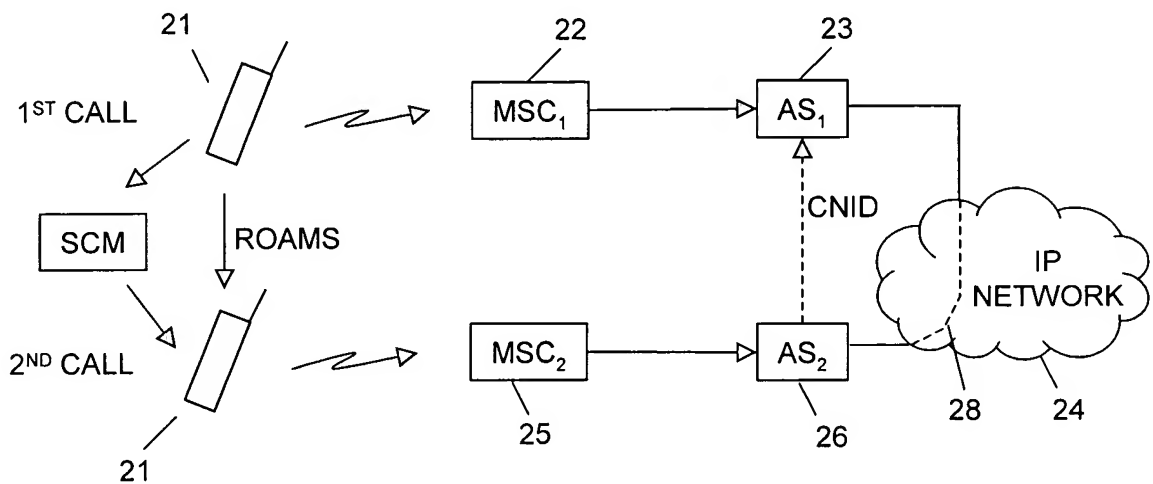 21
22
23
1ST CALL
MSC1
AS1
CNID
SCM
ROAMS
IP
NETWORK
2ND CALL
MSC2
AS2
28
24
25
26
21